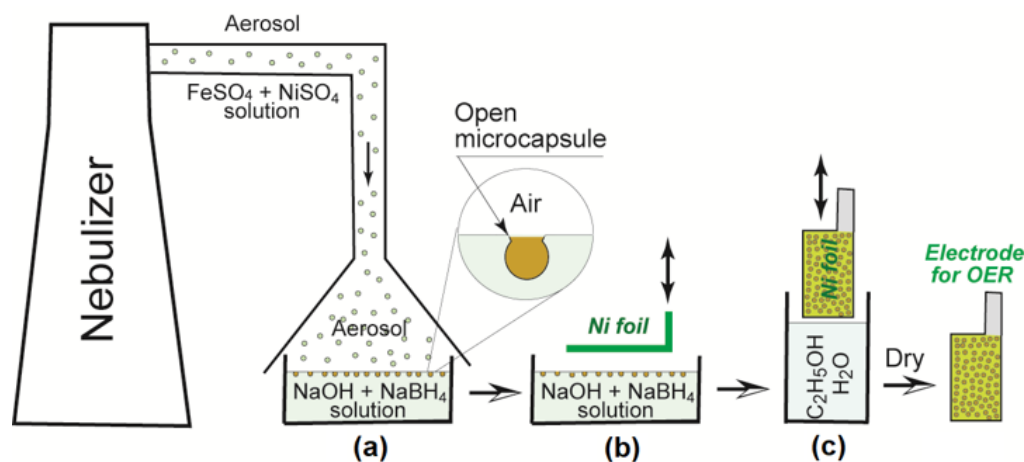 Nebulizer
Aerosol
FeSO₄ + NiSO₄
solution
Aerosol
NaOH + NaBH₄
solution
(a)
Open
microcapsule
Air
Ni foil
NaOH + NaBH₄
solution
(b)
Ni foil
C₂H₅OH
H₂O
(c)
Dry
Electrode
for OER